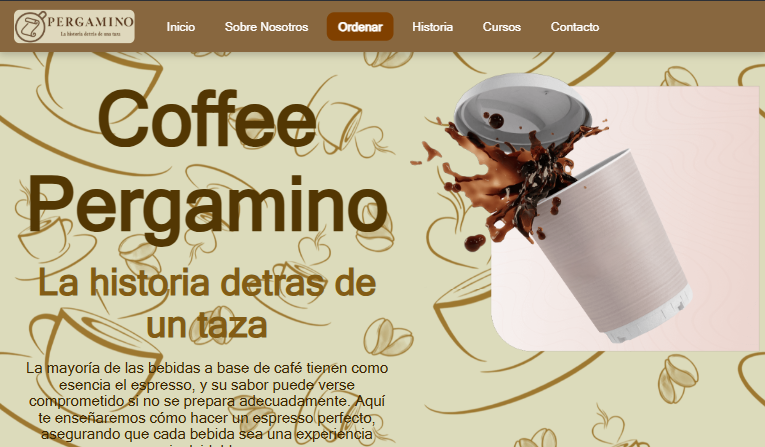 PERGAMINO
La historia detrás de una taza
Inicio
Sobre Nosotros
Ordenar
Historia
Cursos
Contacto
Coffee
Pergamino
La historia detras de
un taza
La mayoría de las bebidas a base de café tienen como
esencia el espresso, y su sabor puede verse
comprometido si no se prepara adecuadamente. Aquí
te enseñaremos cómo hacer un espresso perfecto,
asegurando que cada bebida sea una experiencia